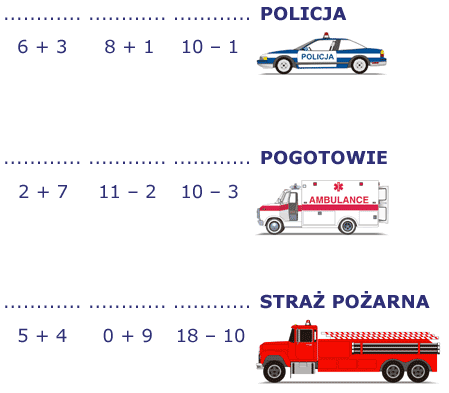 ............ ............ ............ POLICJA
6 + 3 8 + 1 10 – 1
POLICJA
............ ............ ............ POGOTOWIE
2 + 7 11 – 2 10 – 3
AMBULANCE
............ ............ ............ STRAŻ POŻARNA
5 + 4 0 + 9 18 – 10